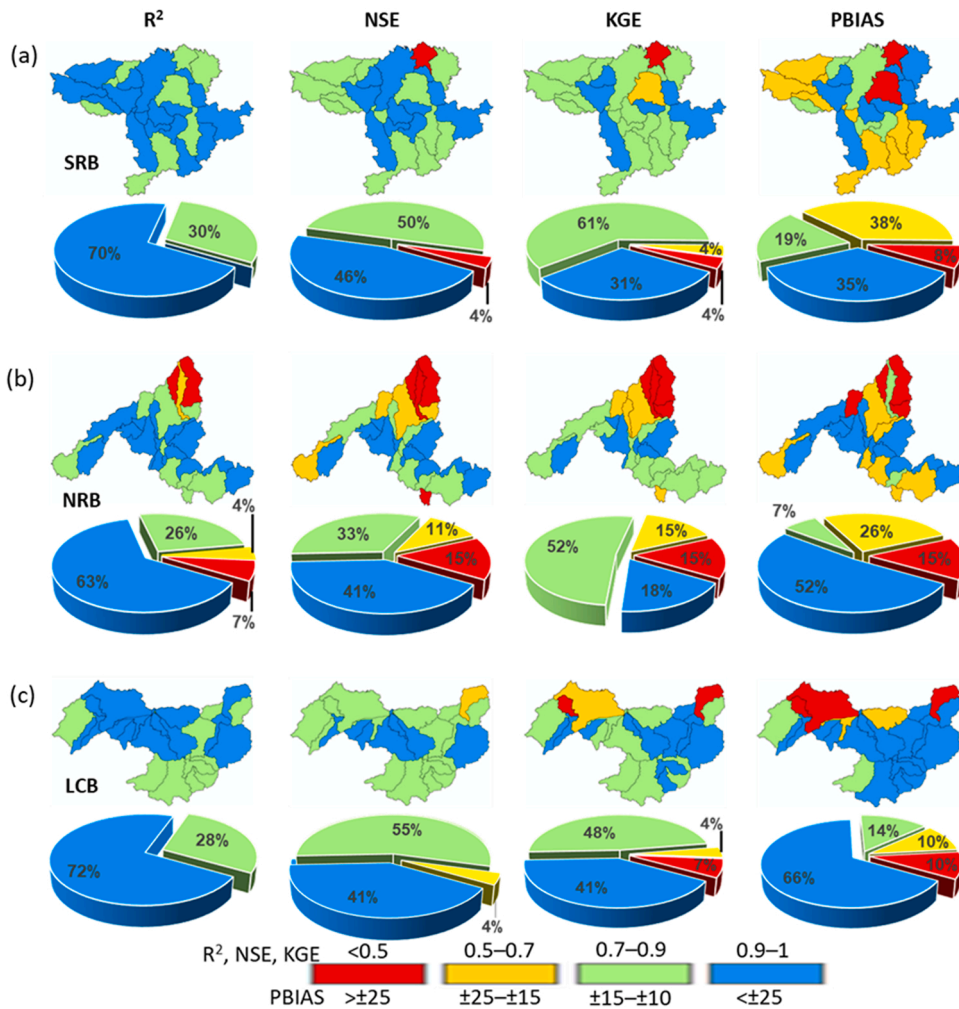 R² NSE KGE PBIAS
(a)
SRB
70% 30%
50% 46% 4%
61% 4% 31% 4%
38% 19% 6% 35%
(b)
NRB
4% 26% 63% 7%
33% 11% 15% 41%
52% 15% 15% 18%
7% 26% 15% 52%
(c)
LCB
28% 72%
55% 41% 4%
48% 4% 7% 41%
14% 10% 10% 66%
R², NSE, KGE <0.5 0.5–0.7 0.7–0.9 0.9–1
PBIAS >±25 ±25–±15 ±15–±10 <±25